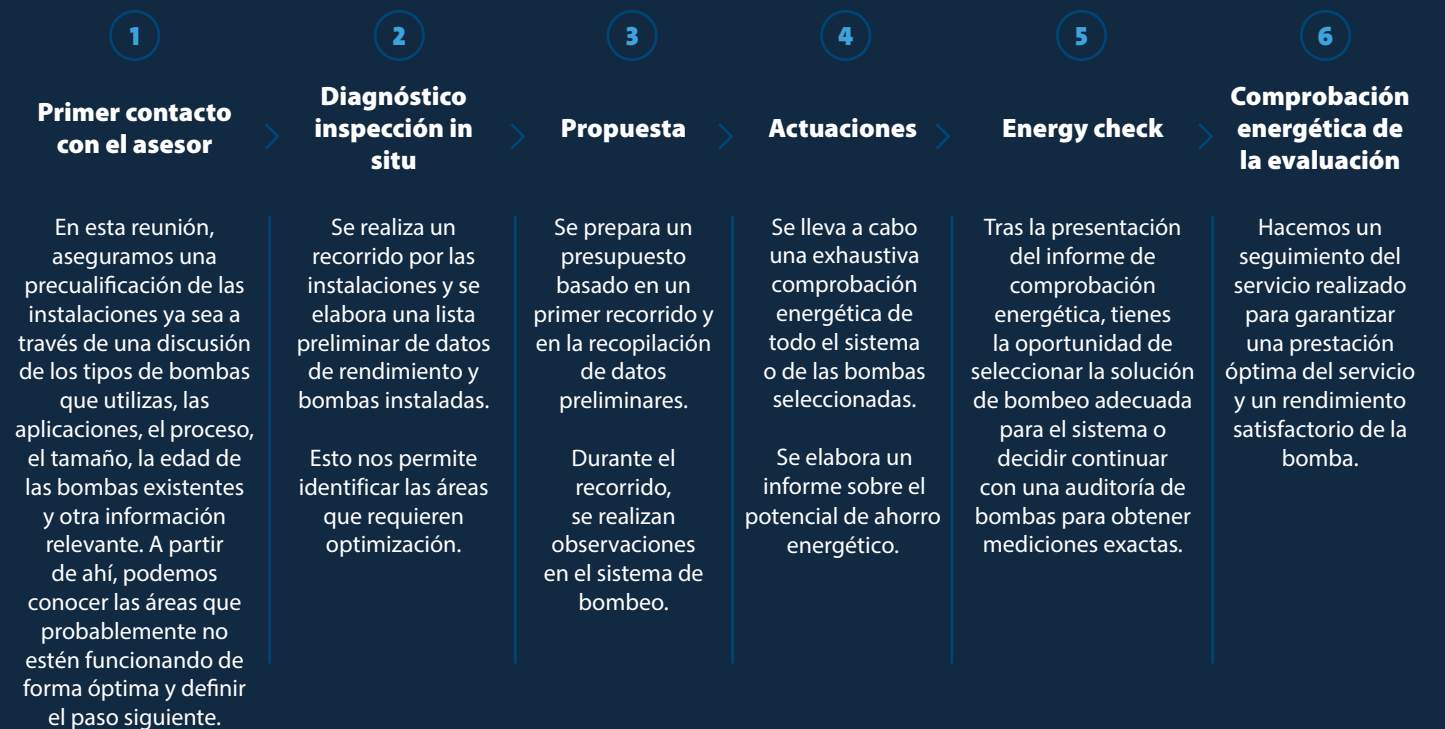 1
Primer contacto
con el asesor
En esta reunión,
aseguramos una
precualificación de las
instalaciones ya sea a
través de una discusión
de los tipos de bombas
que utilizas, las
aplicaciones, el proceso,
el tamaño, la edad de
las bombas existentes
y otra información
relevante. A partir
de ahí, podemos
conocer las áreas que
probablemente no
estén funcionando de
forma óptima y definir
el paso siguiente.
2
Diagnóstico
inspección in
situ
Se realiza un
recorrido por las
instalaciones y se
elabora una lista
preliminar de datos
de rendimiento y
bombas instaladas.
Esto nos permite
identificar las áreas
que requieren
optimización.
3
Propuesta
Se prepara un
presupuesto
basado en un
primer recorrido y
en la recopilación
de datos
preliminares.
Durante el
recorrido,
se realizan
observaciones
en el sistema de
bombeo.
4
Actuaciones
Se lleva a cabo
una exhaustiva
comprobación
energética de
todo el sistema
o de las bombas
seleccionadas.
Se elabora un
informe sobre el
potencial de ahorro
energético.
5
Energy check
Tras la presentación
del informe de
comprobación
energética, tienes
la oportunidad de
seleccionar la solución
de bombeo adecuada
para el sistema o
decidir continuar
con una auditoría de
bombas para obtener
mediciones exactas.
6
Comprobación
energética de
la evaluación
Hacemos un
seguimiento del
servicio realizado
para garantizar
una prestación
óptima del servicio
y un rendimiento
satisfactorio de la
bomba.